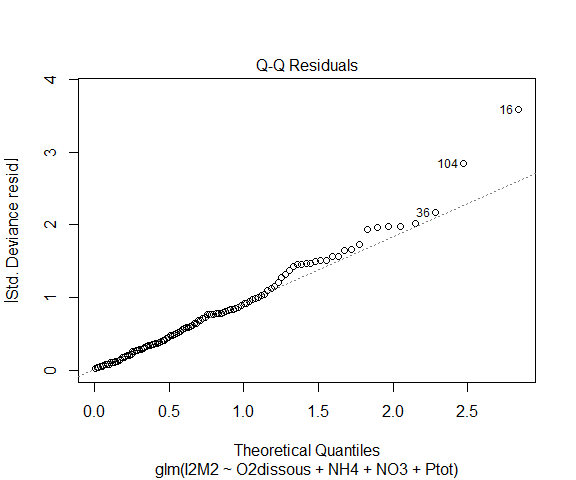 Q-Q Residuals
|Std. Deviance resid.|
4
3
2
1
0
16
104
36
0.0 0.5 1.0 1.5 2.0 2.5
Theoretical Quantiles
glm(I2M2 ~ O2dissous + NH4 + NO3 + Ptot)